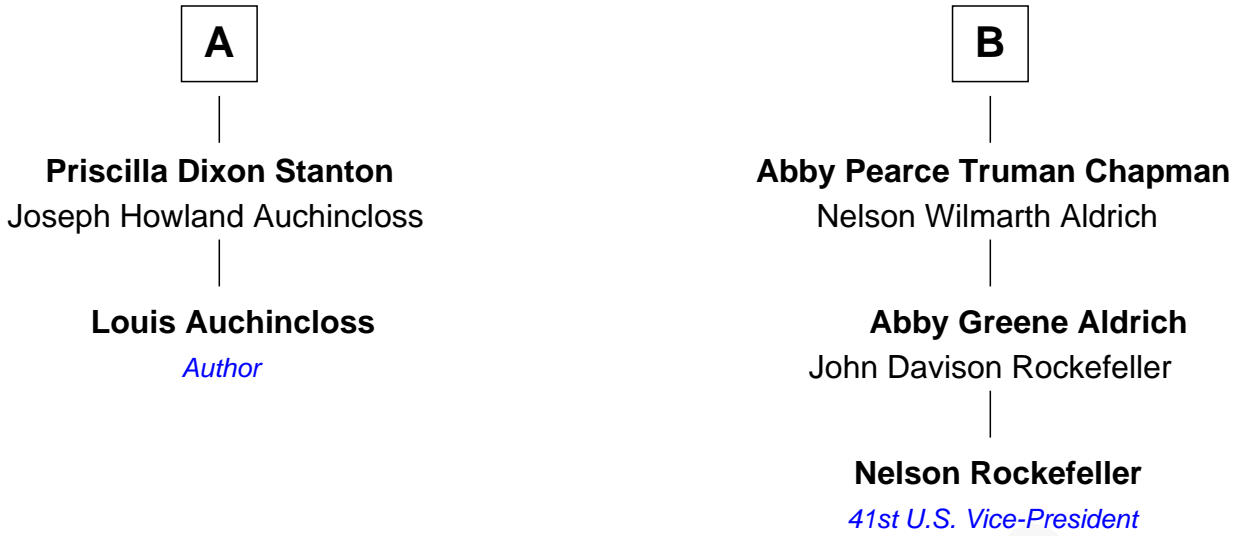 A
Priscilla Dixon Stanton
Joseph Howland Auchincloss
Louis Auchincloss
Author
B
Abby Pearce Truman Chapman
Nelson Wilmarth Aldrich
Abby Greene Aldrich
John Davison Rockefeller
Nelson Rockefeller
41st U.S. Vice-President